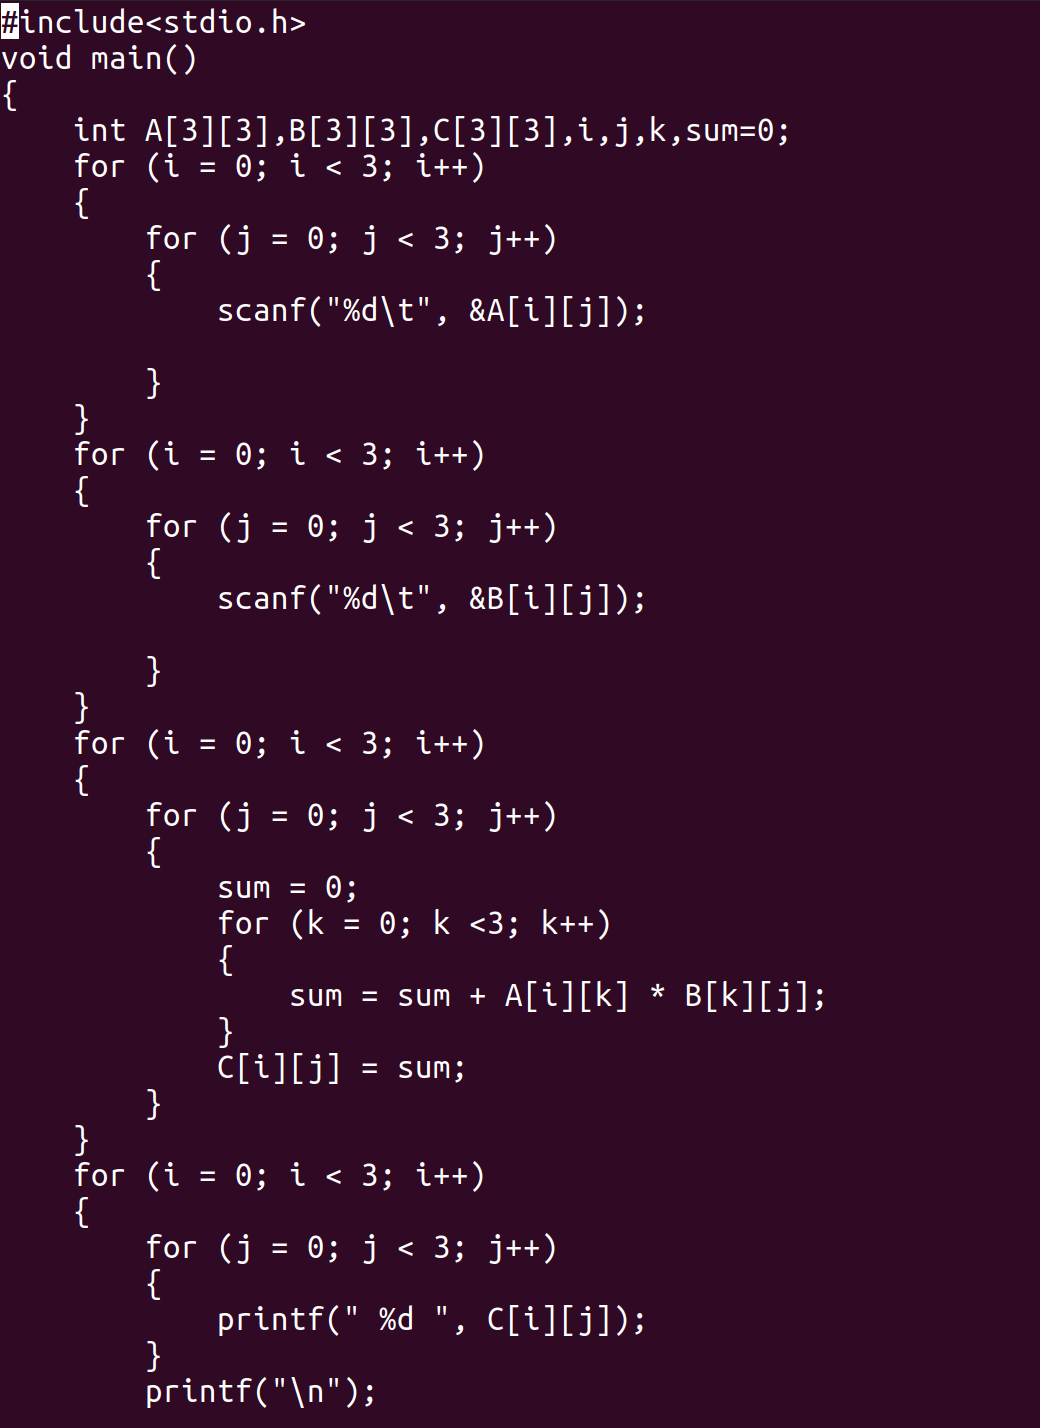 #include<stdio.h>
void main()
{
    int A[3][3],B[3][3],C[3][3],i,j,k,sum=0;
    for (i = 0; i < 3; i++)
    {
        for (j = 0; j < 3; j++)
        {
            scanf("%d\t", &A[i][j]);

        }
    }
    for (i = 0; i < 3; i++)
    {
        for (j = 0; j < 3; j++)
        {
            scanf("%d\t", &B[i][j]);

        }
    }
    for (i = 0; i < 3; i++)
    {
        for (j = 0; j < 3; j++)
        {
            sum = 0;
            for (k = 0; k <3; k++)
            {
                sum = sum + A[i][k] * B[k][j];
            }
            C[i][j] = sum;
        }
    }
    for (i = 0; i < 3; i++)
    {
        for (j = 0; j < 3; j++)
        {
            printf(" %d ", C[i][j]);
        }
        printf("\n");